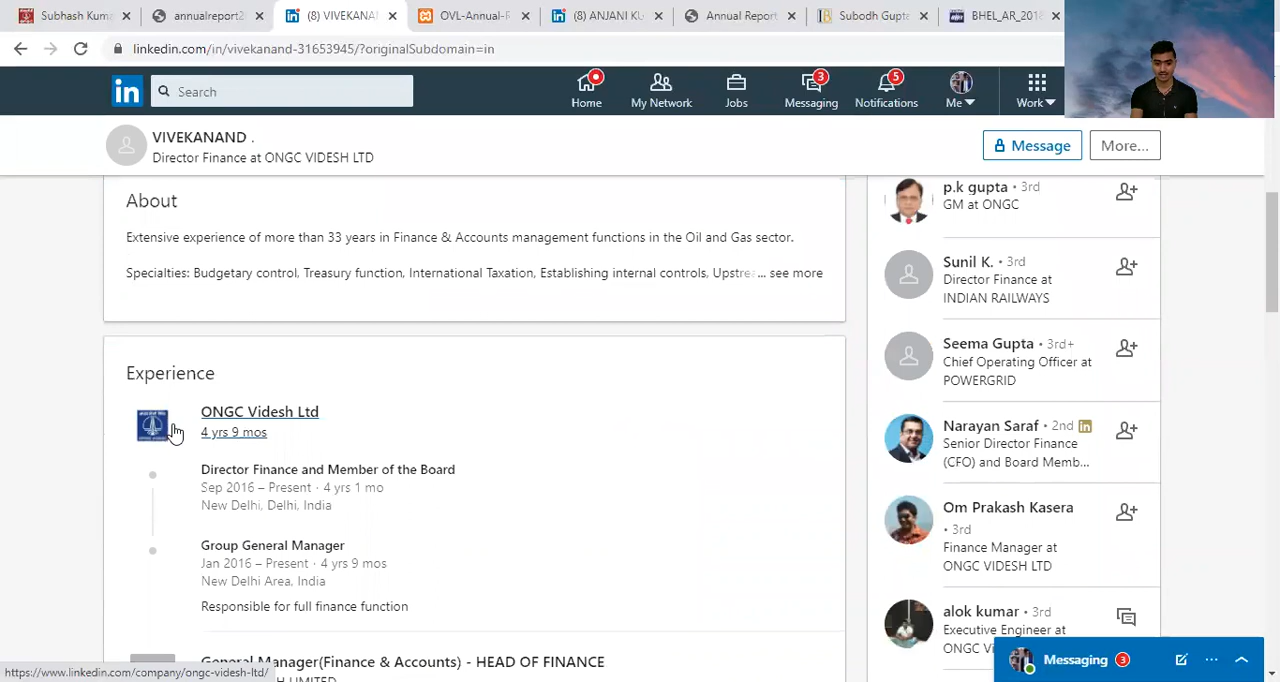 Subhash Kuma
annualreport2
(8) VIVEKANA
OVL-Annual-R
(8) ANJANI KU
Annual Report
Subodh Gupta
BHEL_AR_2018
linkedin.com/in/vivekanand-31653945/?originalSubdomain=in
in
Search
Home
My Network
Jobs
3
Messaging
5
Notifications
Me
Work
VIVEKANAND .
Director Finance at ONGC VIDESH LTD
Message
More...
About
Extensive experience of more than 33 years in Finance & Accounts management functions in the Oil and Gas sector.
Specialties: Budgetary control, Treasury function, International Taxation, Establishing internal controls, Upstre... see more
Experience
ONGC Videsh Ltd
4 yrs 9 mos
Director Finance and Member of the Board
Sep 2016 – Present · 4 yrs 1 mo
New Delhi, Delhi, India
Group General Manager
Jan 2016 – Present · 4 yrs 9 mos
New Delhi Area, India
Responsible for full finance function
General Manager(Finance & Accounts) - HEAD OF FINANCE
LIMITED
p.k gupta · 3rd
GM at ONGC
Sunil K. · 3rd
Director Finance at
INDIAN RAILWAYS
Seema Gupta · 3rd+
Chief Operating Officer at
POWERGRID
Narayan Saraf · 2nd in
Senior Director Finance
(CFO) and Board Memb...
Om Prakash Kasera
· 3rd
Finance Manager at
ONGC VIDESH LTD
alok kumar · 3rd
Executive Engineer at
ONGC Vi
Messaging 3
https://www.linkedin.com/company/ongc-videsh-ltd/